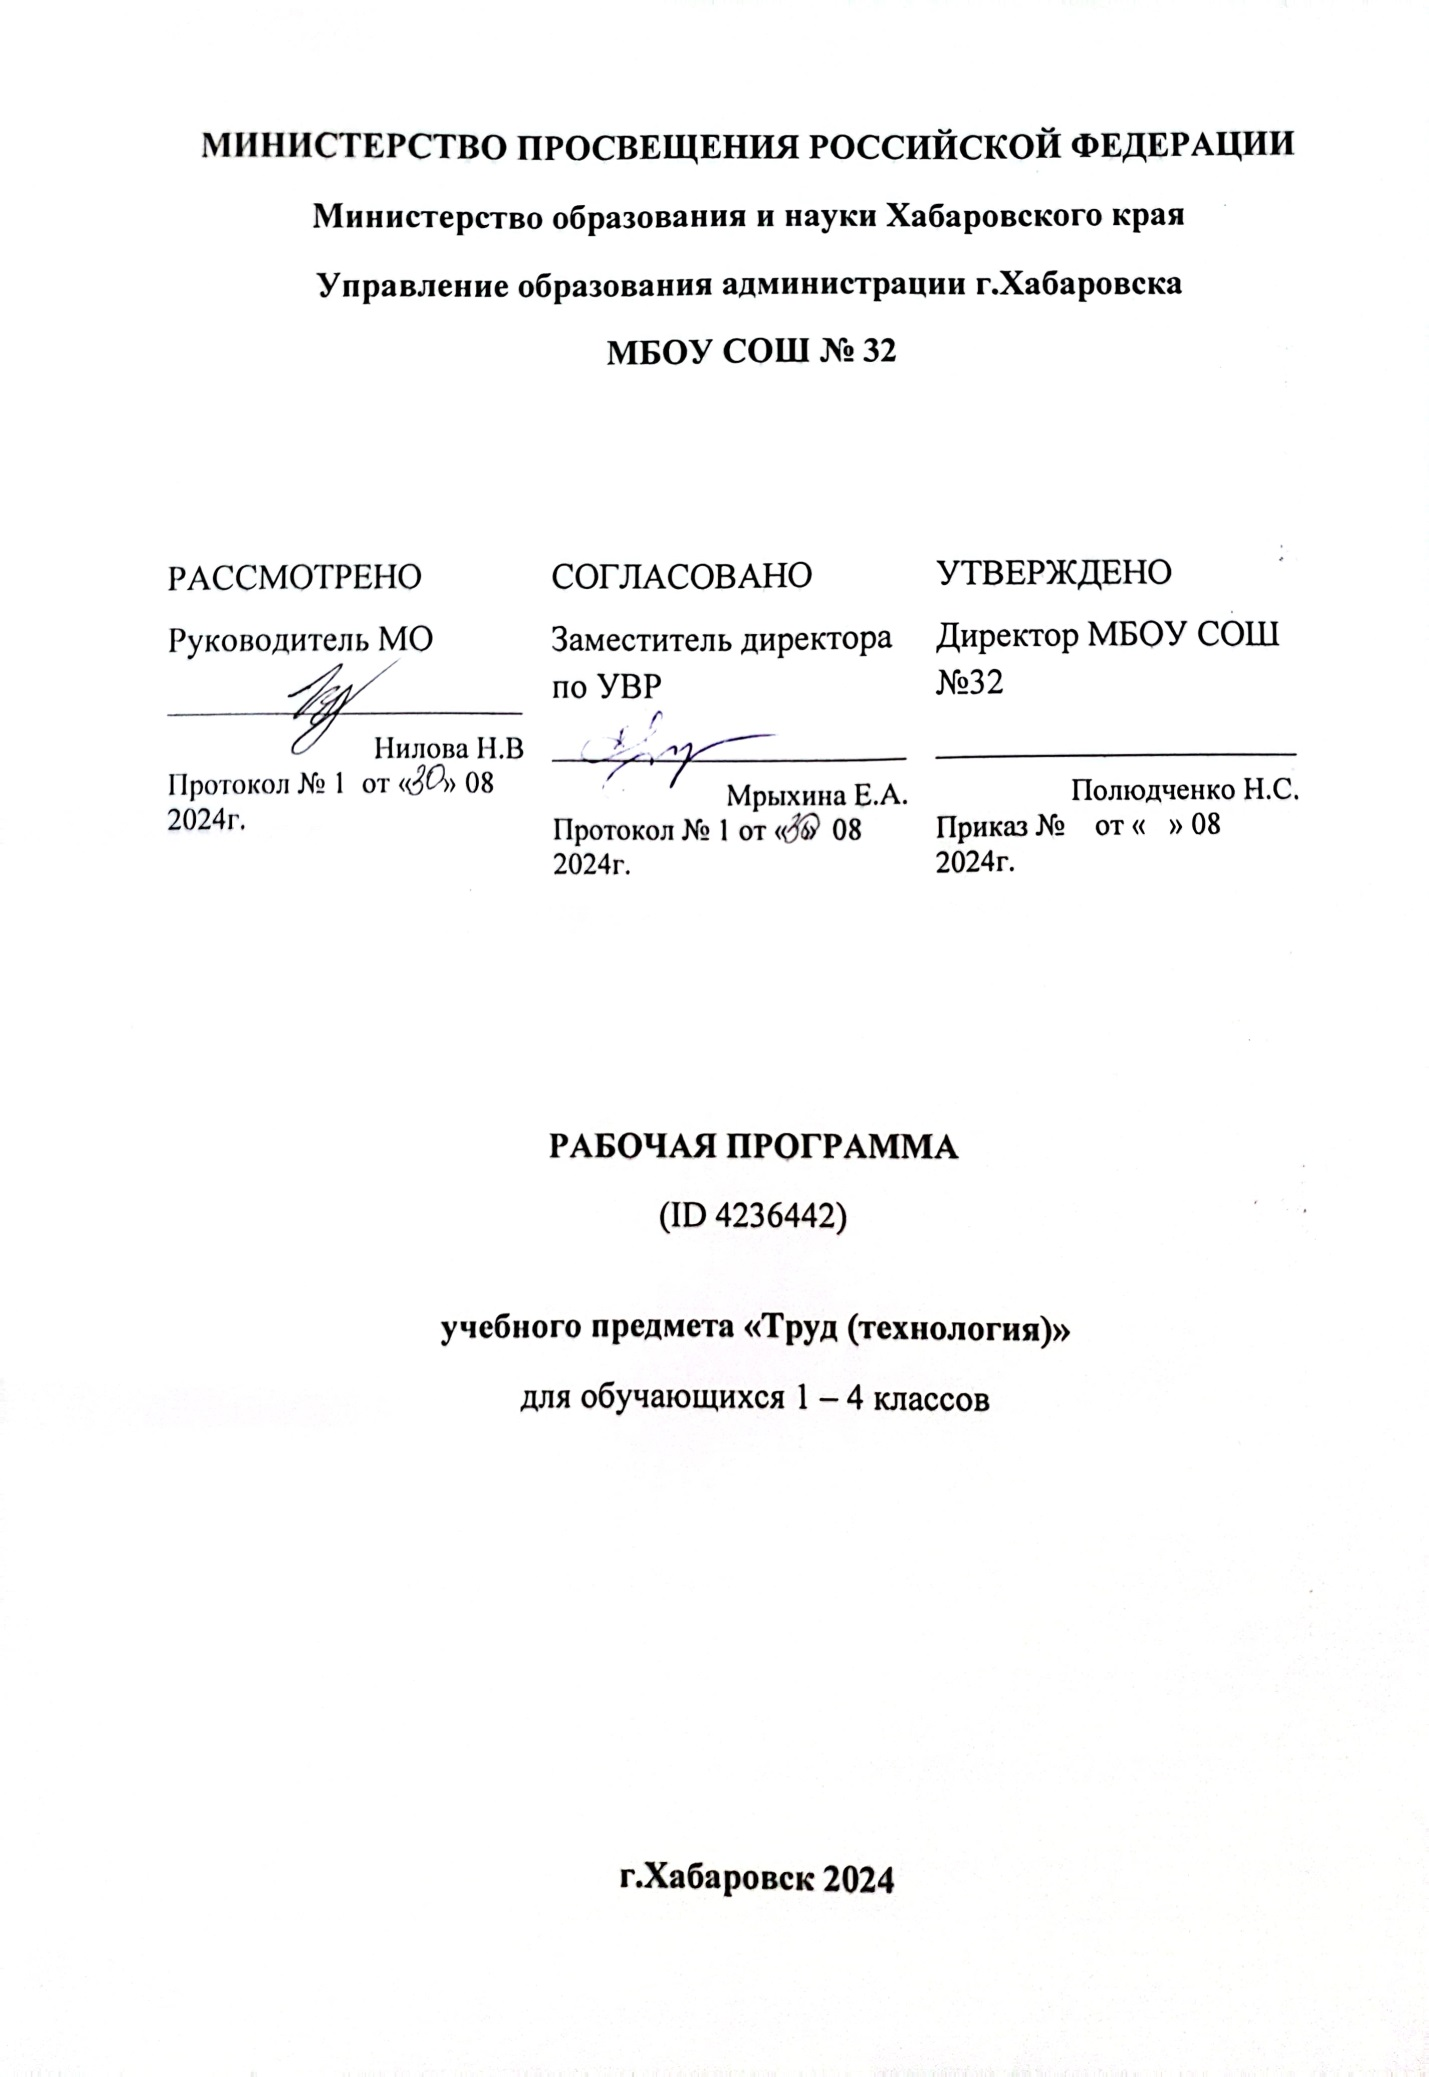 МИНИСТЕРСТВО ПРОСВЕЩЕНИЯ РОССИЙСКОЙ ФЕДЕРАЦИИ
Министерство образования и науки Хабаровского края
Управление образования администрации г.Хабаровска
МБОУ СОШ № 32
РАССМОТРЕНО
Руководитель МО
Нилова Н.В
Протокол № 1 от «30» 08
2024г.
СОГЛАСОВАНО
Заместитель директора
по УВР
Мрыхина Е.А.
Протокол № 1 от «30» 08
2024г.
УТВЕРЖДЕНО
Директор МБОУ СОШ
№32
Полюдченко Н.С.
Приказ № от « » 08
2024г.
РАБОЧАЯ ПРОГРАММА
(ID 4236442)
учебного предмета «Труд (технология)»
для обучающихся 1 – 4 классов
г.Хабаровск 2024